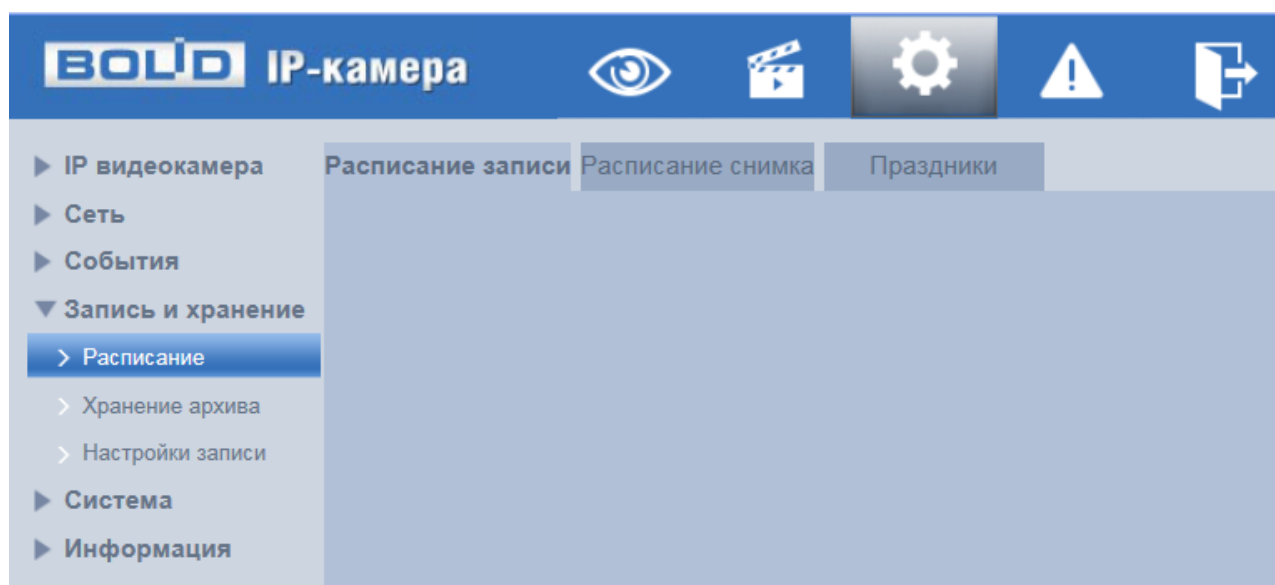 BOLID IP-камера
IP видеокамера
Сеть
События
Запись и хранение
Расписание
Хранение архива
Настройки записи
Система
Информация
Расписание записи Расписание снимка Праздники